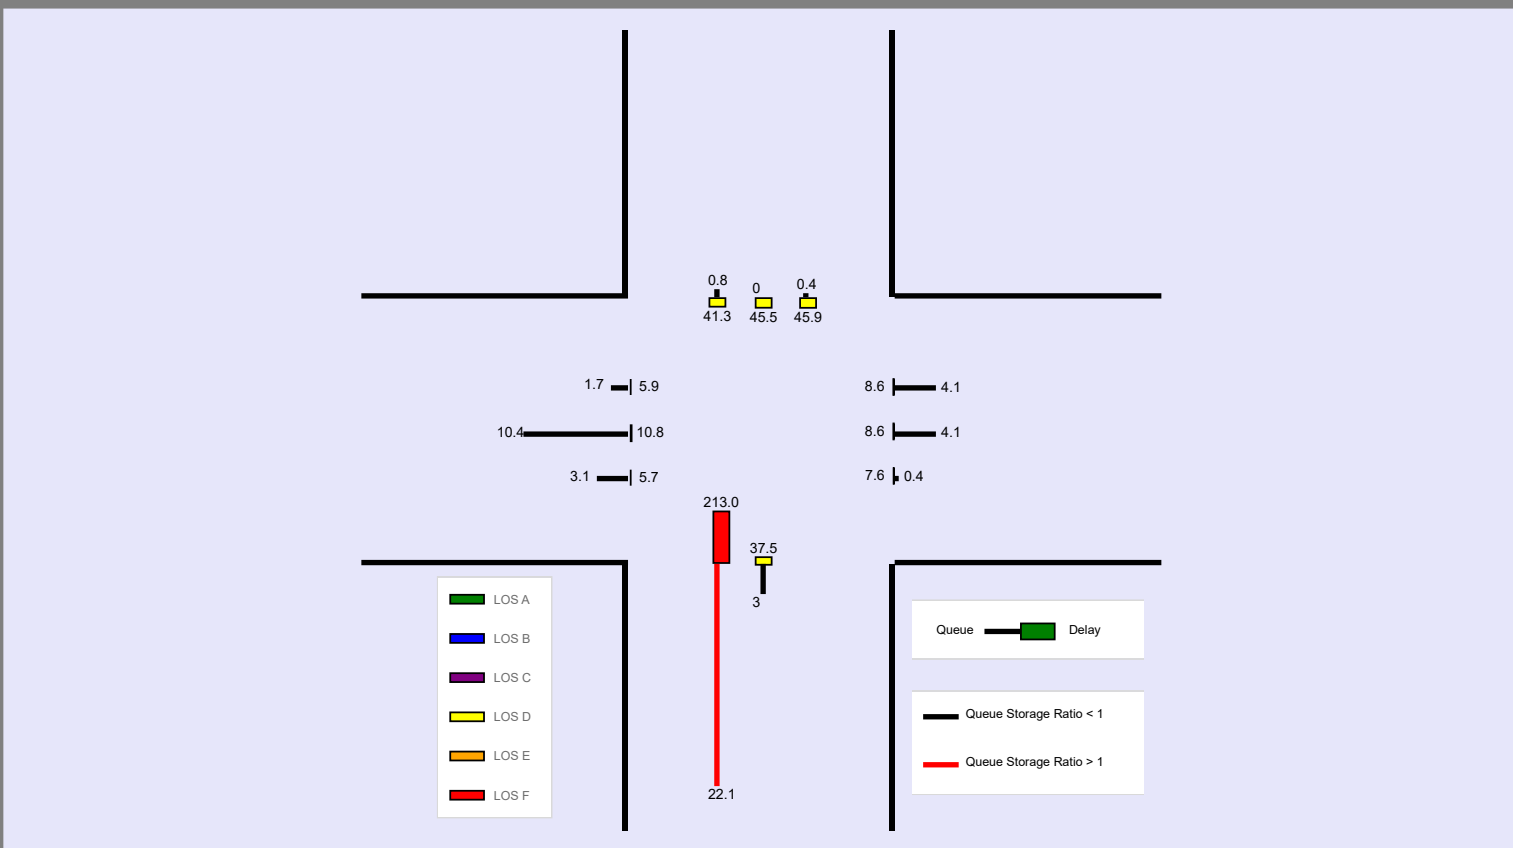 0.8 0 0.4
41.3 45.5 45.9
1.7 5.9 8.6 4.1
10.4 10.8 8.6 4.1
3.1 5.7 7.6 0.4
213.0
37.5
3
22.1
LOS A
LOS B
LOS C
LOS D
LOS E
LOS F
Queue Delay
Queue Storage Ratio < 1
Queue Storage Ratio > 1